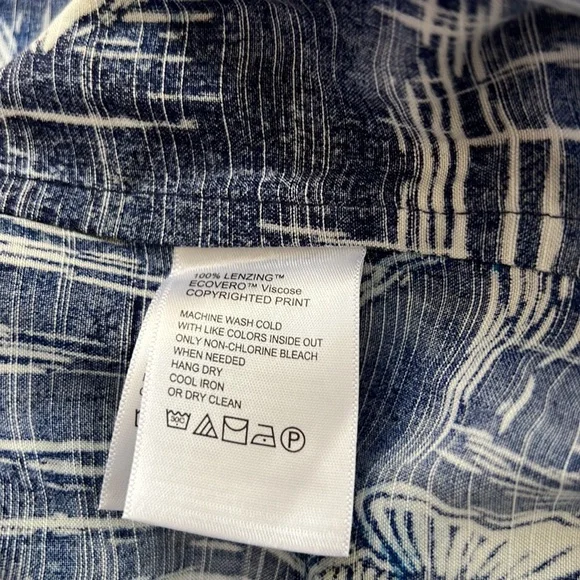 100% LENZING™
ECOVERO™ Viscose
COPYRIGHTED PRINT
MACHINE WASH COLD
WITH LIKE COLORS INSIDE OUT
ONLY NON-CHLORINE BLEACH
WHEN NEEDED
HANG DRY
COOL IRON
OR DRY CLEAN
30C
P